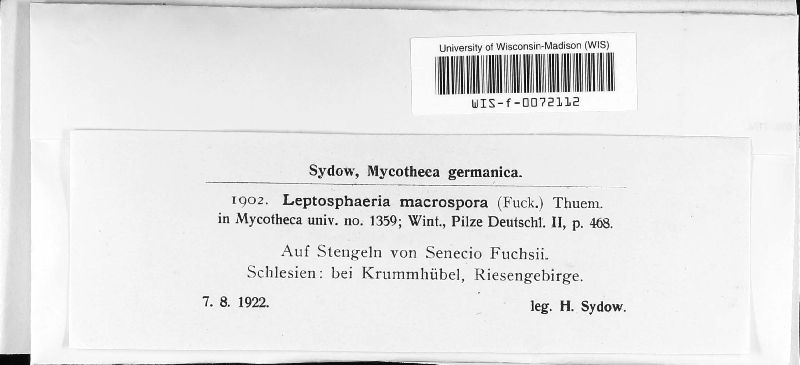 University of Wisconsin-Madison (WIS)
WIS-f-0072112
Sydow, Mycotheca germanica.
1902. Leptosphaeria macrospora (Fuck.) Thuem.
in Mycotheca univ. no. 1359; Wint., Pilze Deutschl. II, p. 468.
Auf Stengeln von Senecio Fuchsii.
Schlesien: bei Krummhübel, Riesengebirge.
7. 8. 1922. leg. H. Sydow.